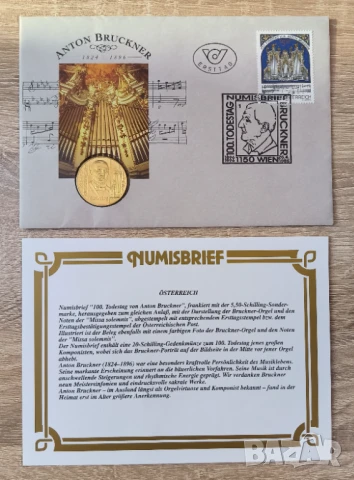 ANTON BRUCKNER
1824 - 1896
ERSTTAG
100. TODESTAG
NUMISBRIEF
BRUCKNER
1150 WIEN
NUMISBRIEF
ÖSTERREICH
Numisbrief "100. Todestag von Anton Bruckner", frankiert mit der 5,50-Schilling-Sonder-
marke, herausgegeben zum gleichen Anlaß, mit der Darstellung der Bruckner-Orgel und
den Noten der "Missa solemnis", abgestempelt mit entsprechendem Ersttagsstempel bzw. dem
Ersttagsbestätigungsstempel der Österreichischen Post.
Illustriert ist der Beleg ebenfalls mit einem farbigen Foto der Bruckner-Orgel und den Noten
der "Missa solemnis".
Der Numisbrief enthält eine 20-Schilling-Gedenkmünze zum 100. Todestag jenes großen
Komponisten, wobei das Bruckner-Porträt auf der Bildseite in der Mitte vor jener Orgel
abgebildet.
Anton Bruckner (1824-1896) war eine besonders kraftvolle Persönlichkeit des Musiklebens.
Seine markante Erscheinung erinnert an die bäuerlichen Vorfahren. Seine Musik ist durch
anschwellende Steigerungen und rhythmische Energie geprägt. Wir verdanken Bruckner
neun Meistersinfonien und eindrucksvolle sakrale Werke.
Anton Bruckner - im Ausland längst als Orgelvirtuose und Komponist bekannt - fand in der
Heimat erst im Alter größere Anerkennung.
bazar.bg